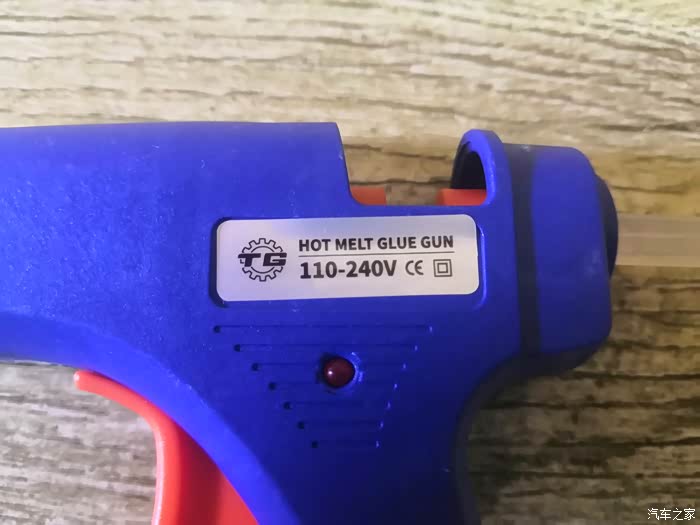 TG
HOT MELT GLUE GUN
110-240V CE
汽车之家